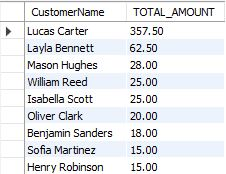 CustomerName TOTAL_AMOUNT
Lucas Carter 357.50
Layla Bennett 62.50
Mason Hughes 28.00
William Reed 25.00
Isabella Scott 25.00
Oliver Clark 20.00
Benjamin Sanders 18.00
Sofia Martinez 15.00
Henry Robinson 15.00